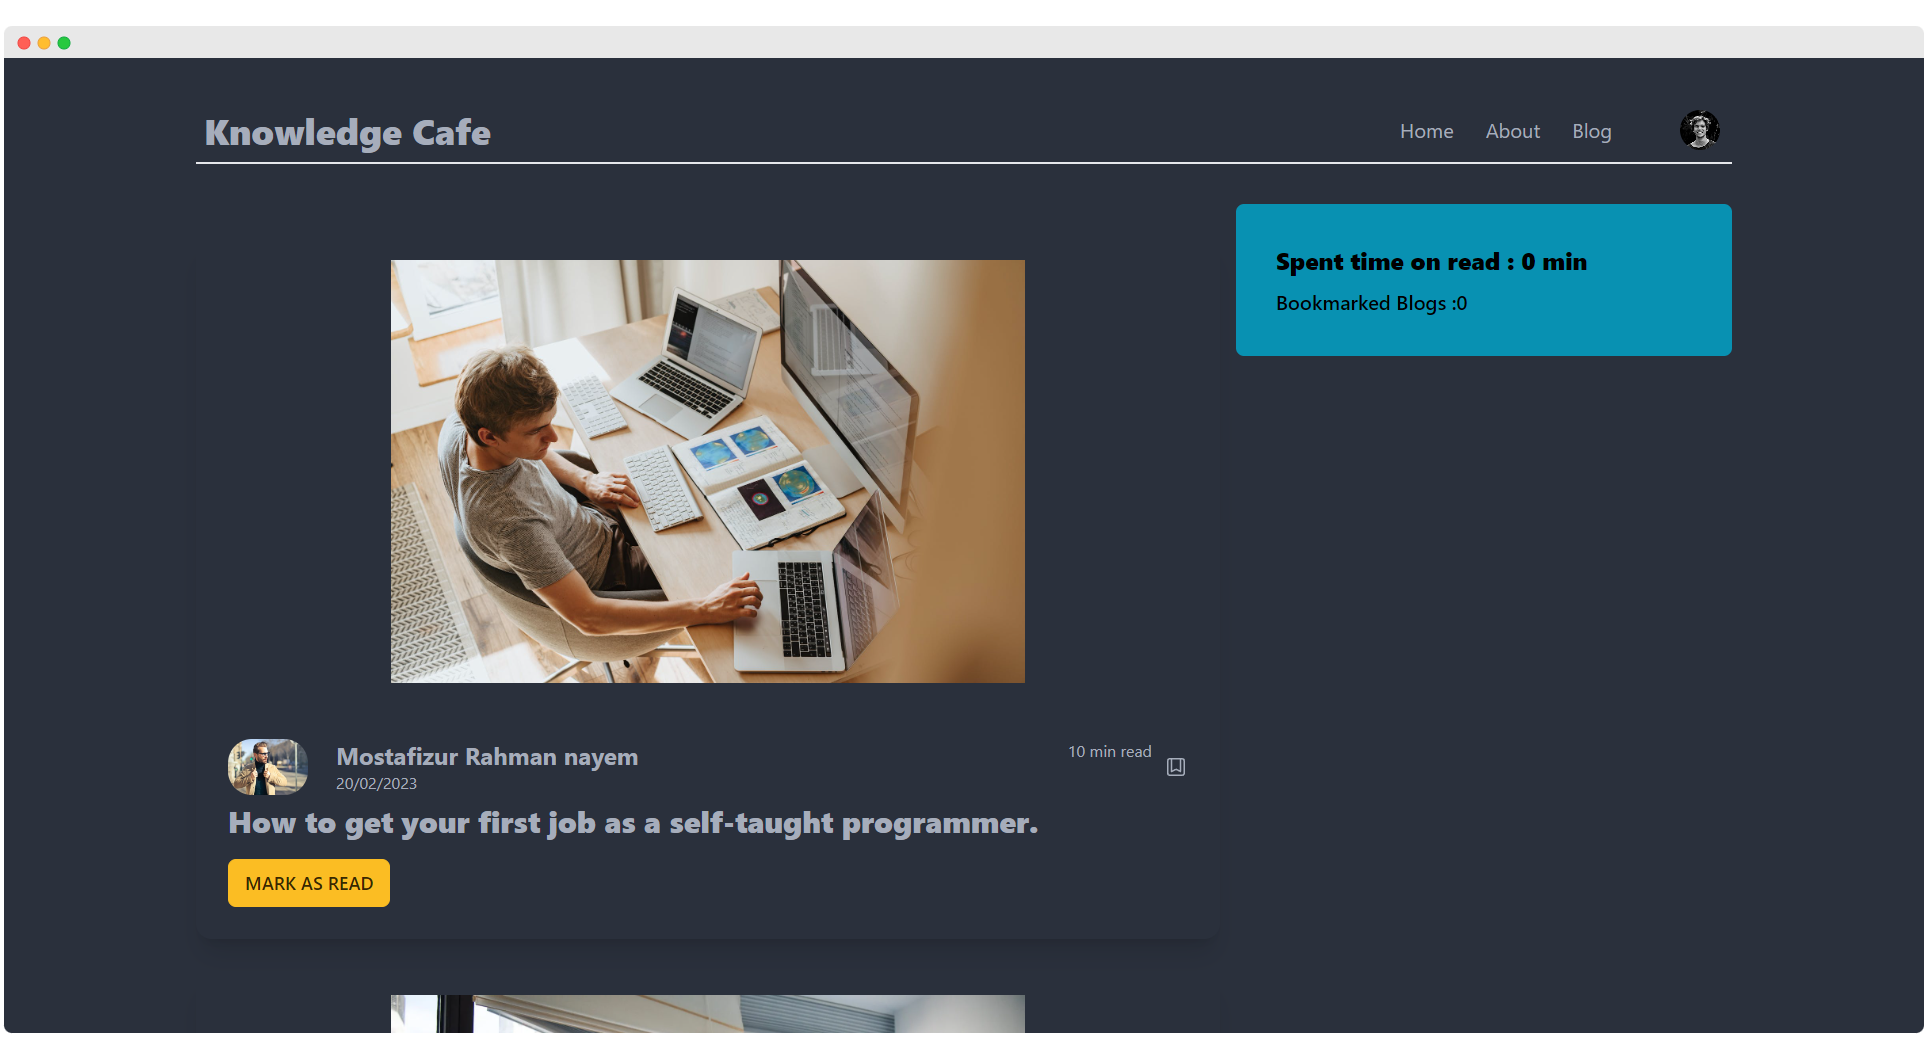 Knowledge Cafe
Home About Blog
Spent time on read : 0 min
Bookmarked Blogs :0
Mostafizur Rahman nayem
10 min read
20/02/2023
How to get your first job as a self-taught programmer.
MARK AS READ